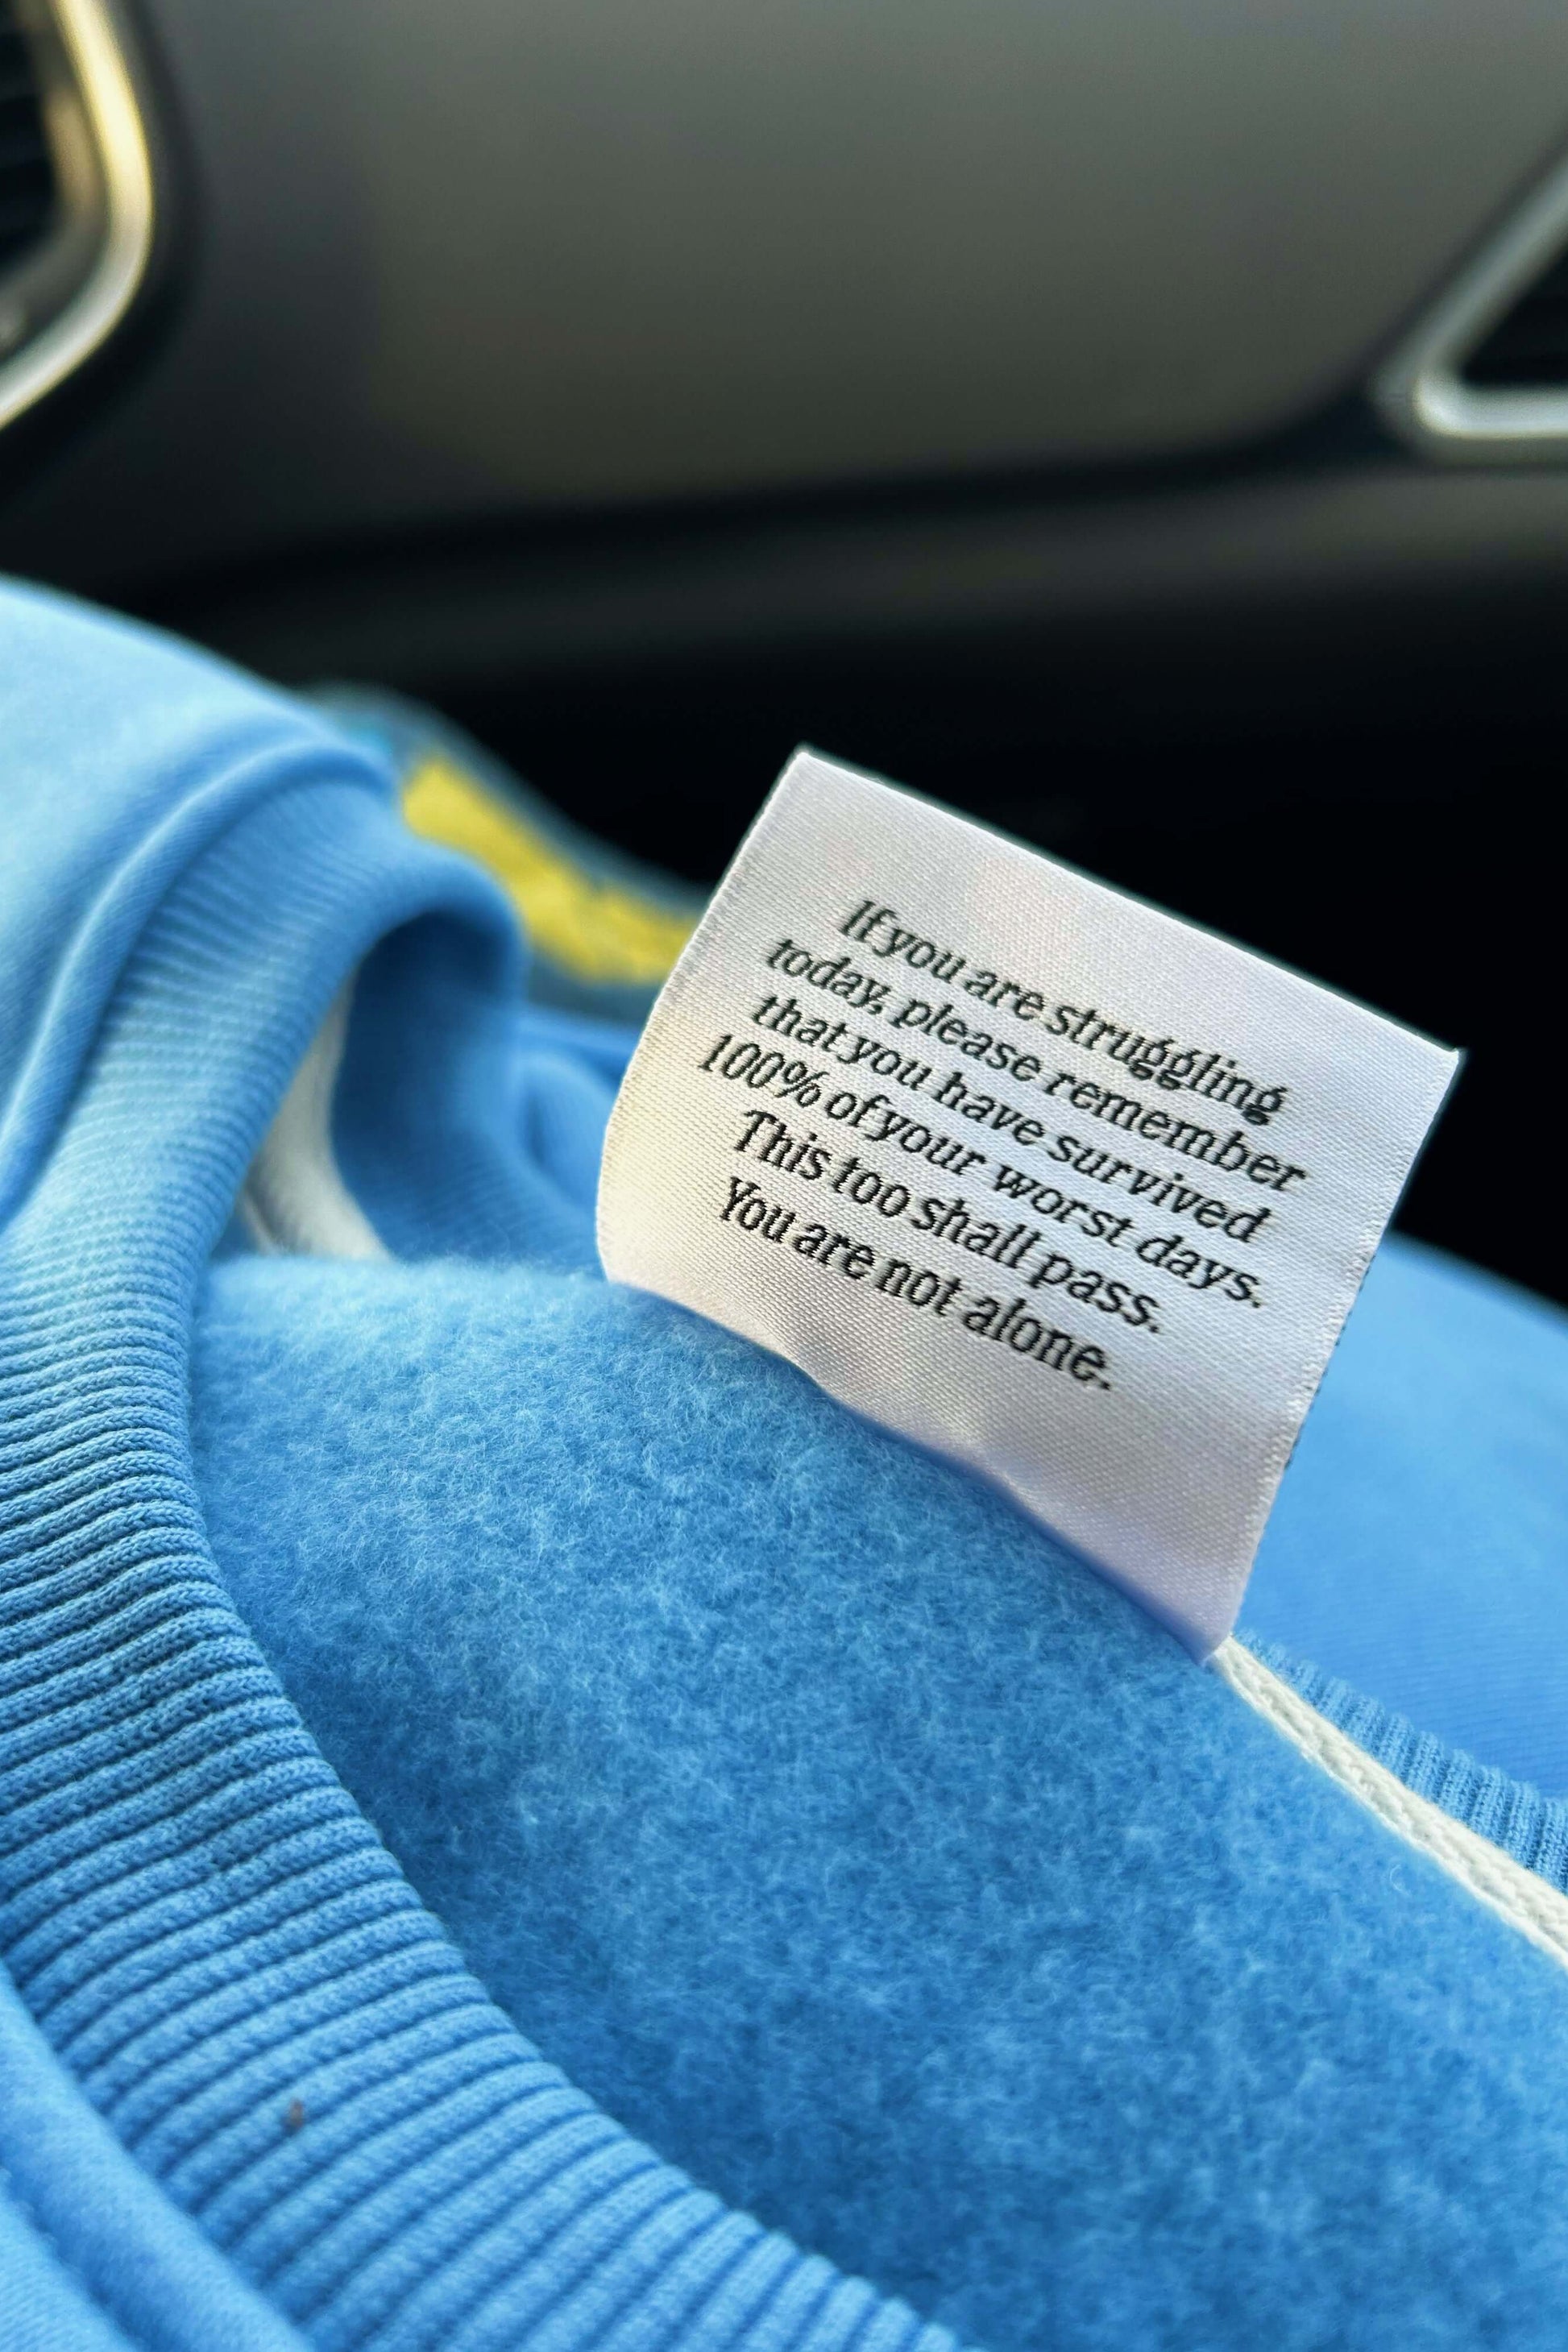 If you are struggling
today, please remember
that you have survived
100% of your worst days.
This too shall pass.
You are not alone.